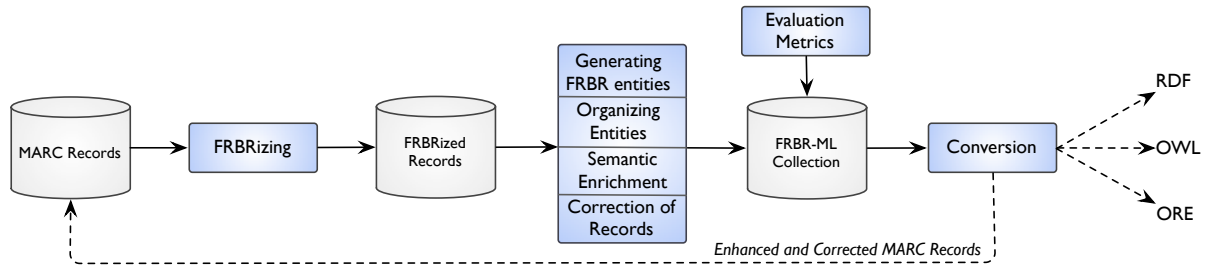 MARC Records
FRBRizing
FRBRized
Records
Generating
FRBR entities
Organizing
Entities
Semantic
Enrichment
Correction of
Records
Evaluation
Metrics
FRBR-ML
Collection
Conversion
RDF
OWL
ORE
Enhanced and Corrected MARC Records